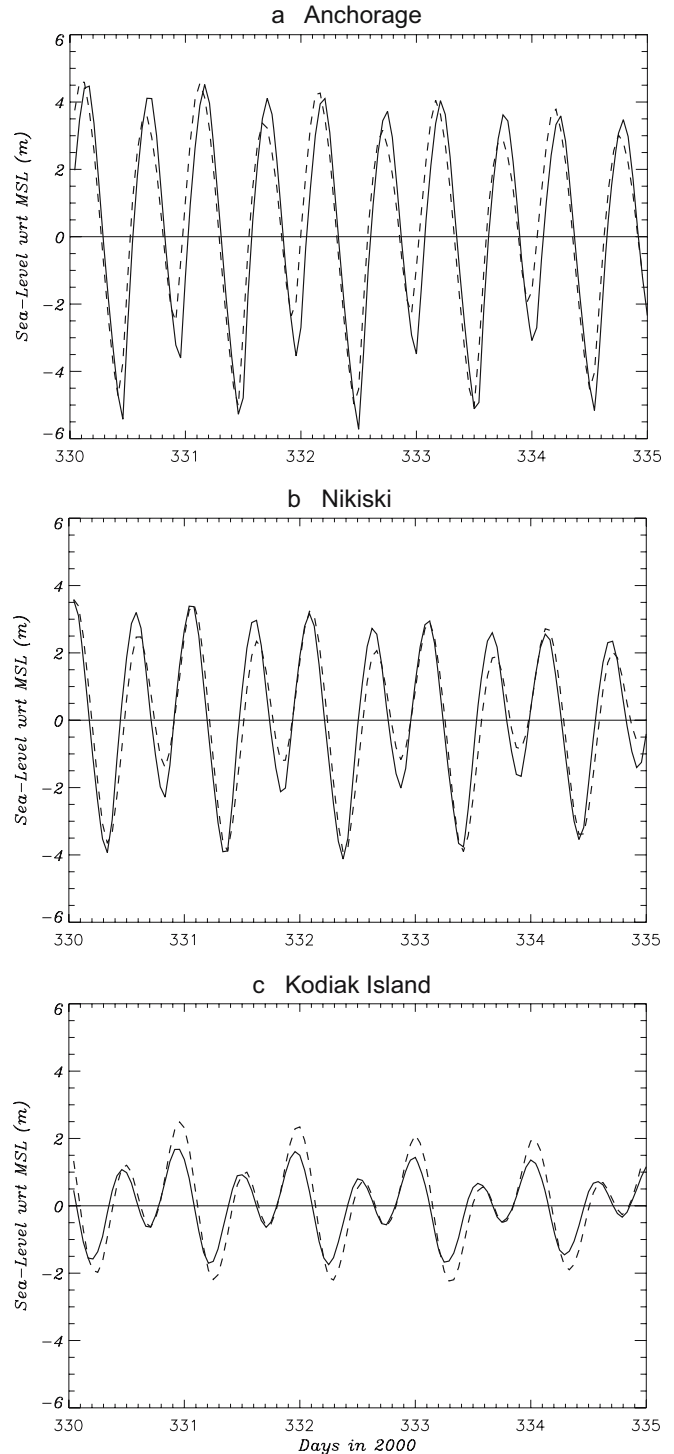 a Anchorage
6
4
2
0
-2
-4
-6
Sea-Level wrt MSL (m)
330 331 332 333 334 335
b Nikiski
6
4
2
0
-2
-4
-6
Sea-Level wrt MSL (m)
330 331 332 333 334 335
c Kodiak Island
6
4
2
0
-2
-4
-6
Sea-Level wrt MSL (m)
330 331 332 333 334 335
Days in 2000